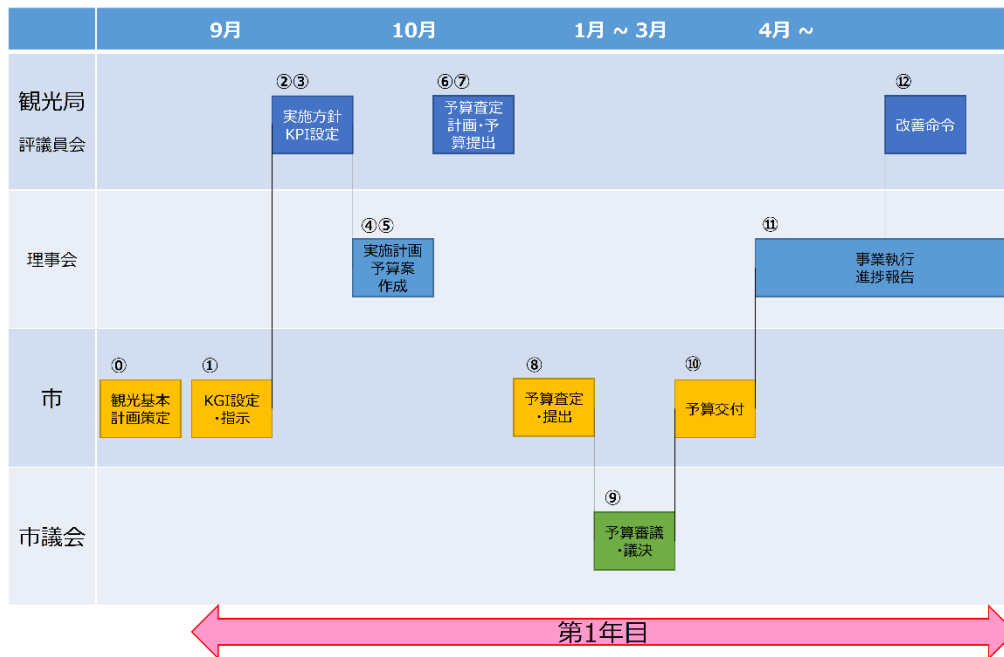 9月
10月
1月 ~ 3月
4月 ~
観光局
評議員会
②③
実施方針
KPI設定
⑥⑦
予算査定
計画・予
算提出
⑫
改善命令
理事会
④⑤
実施計画
予算案
作成
⑪
事業執行
進捗報告
市
⓪
観光基本
計画策定
①
KGI設定
・指示
⑧
予算査定
・提出
⑩
予算交付
市議会
⑨
予算審議
・議決
第1年目